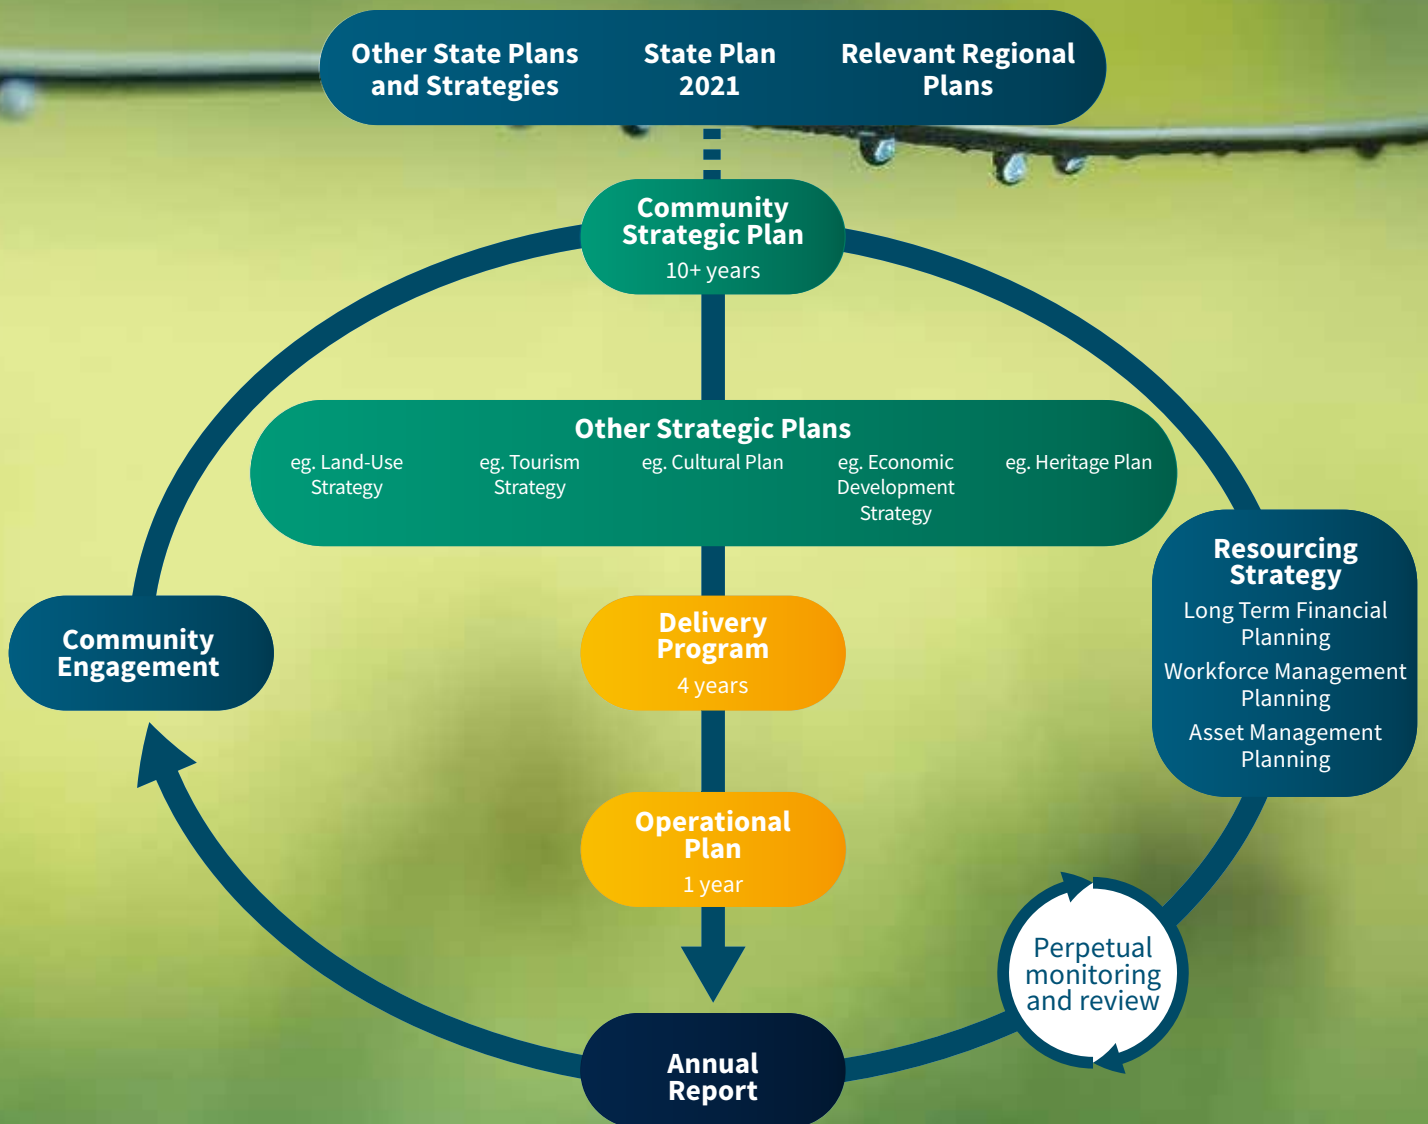 Other State Plans
and Strategies
State Plan
2021
Relevant Regional
Plans
Community
Strategic Plan
10+ years
Other Strategic Plans
eg. Land-Use
Strategy
eg. Tourism
Strategy
eg. Cultural Plan
eg. Economic
Development
Strategy
eg. Heritage Plan
Resourcing
Strategy
Long Term Financial
Planning
Workforce Management
Planning
Asset Management
Planning
Community
Engagement
Delivery
Program
4 years
Operational
Plan
1 year
Perpetual
monitoring
and review
Annual
Report